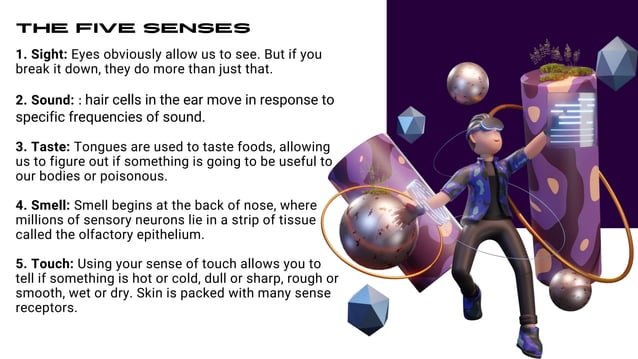 THE FIVE SENSES
1. Sight: Eyes obviously allow us to see. But if you
break it down, they do more than just that.
2. Sound: : hair cells in the ear move in response to
specific frequencies of sound.
3. Taste: Tongues are used to taste foods, allowing
us to figure out if something is going to be useful to
our bodies or poisonous.
4. Smell: Smell begins at the back of nose, where
millions of sensory neurons lie in a strip of tissue
called the olfactory epithelium.
5. Touch: Using your sense of touch allows you to
tell if something is hot or cold, dull or sharp, rough or
smooth, wet or dry. Skin is packed with many sense
receptors.